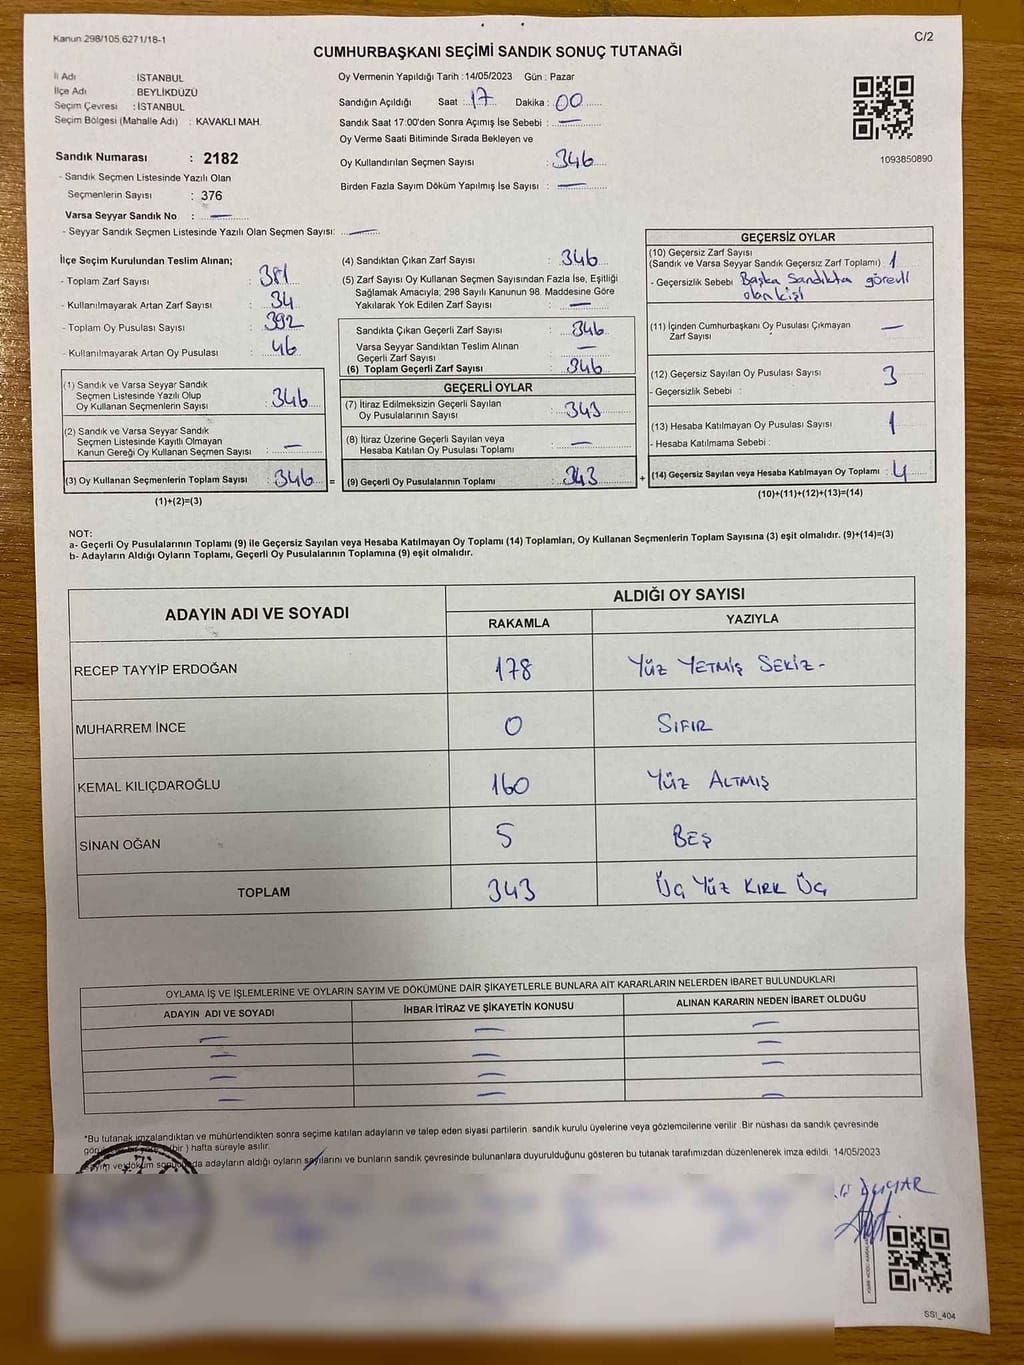 Kanun 298/105.6271/18-1
C/2
CUMHURBAŞKANI SEÇİMİ SANDIK SONUÇ TUTANAĞI
İl Adı : İSTANBUL
İlçe Adı : BEYLİKDÜZÜ
Seçim Çevresi : İSTANBUL
Seçim Bölgesi (Mahalle Adı) : KAVAKLI MAH.
Oy Vermenin Yapıldığı Tarih : 14/05/2023 Gün : Pazar
Sandığın Açıldığı Saat : 17 Dakika : 00
Sandık Saat 17:00'den Sonra Açımış İse Sebebi : —
Oy Verme Saati Bitiminde Sırada Bekleyen ve
Oy Kullandırılan Seçmen Sayısı : 346
Birden Fazla Sayım Döküm Yapılmış İse Sayısı : —
1093850890
Sandık Numarası : 2182
- Sandık Seçmen Listesinde Yazılı Olan
Seçmenlerin Sayısı : 376
Varsa Seyyar Sandık No : —
- Seyyar Sandık Seçmen Listesinde Yazılı Olan Seçmen Sayısı: —
İlçe Seçim Kurulundan Teslim Alınan;
- Toplam Zarf Sayısı : 381
- Kullanılmayarak Artan Zarf Sayısı : 34
- Toplam Oy Pusulası Sayısı : 392
- Kullanılmayarak Artan Oy Pusulası : 46
(1) Sandık ve Varsa Seyyar Sandık
Seçmen Listesinde Yazılı Olup
Oy Kullanan Seçmenlerin Sayısı : 346
(2) Sandık ve Varsa Seyyar Sandık
Seçmen Listesinde Kayıtlı Olmayan
Kanun Gereği Oy Kullanan Seçmen Sayısı : —
(3) Oy Kullanan Seçmenlerin Toplam Sayısı : 346 =
(1)+(2)=(3)
(4) Sandıktan Çıkan Zarf Sayısı : 346
(5) Zarf Sayısı Oy Kullanan Seçmen Sayısından Fazla İse, Eşitliği
Sağlamak Amacıyla, 298 Sayılı Kanunun 98. Maddesine Göre
Yakılarak Yok Edilen Zarf Sayısı : —
Sandıkta Çıkan Geçerli Zarf Sayısı : 346
Varsa Seyyar Sandıktan Teslim Alınan
Geçerli Zarf Sayısı : —
(6) Toplam Geçerli Zarf Sayısı : 346
GEÇERLİ OYLAR
(7) İtiraz Edilmeksizin Geçerli Sayılan
Oy Pusulalarının Sayısı : 343
(8) İtiraz Üzerine Geçerli Sayılan veya
Hesaba Katılan Oy Pusulası Toplamı : —
(9) Geçerli Oy Pusulalarının Toplamı : 343 +
GEÇERSİZ OYLAR
(10) Geçersiz Zarf Sayısı
(Sandık ve Varsa Seyyar Sandık Geçersiz Zarf Toplamı) : 1
- Geçersizlik Sebebi : Başka Sandıkta görevli
olan kişi
(11) İçinden Cumhurbaşkanı Oy Pusulası Çıkmayan
Zarf Sayısı : —
(12) Geçersiz Sayılan Oy Pusulası Sayısı : 3
- Geçersizlik Sebebi :
(13) Hesaba Katılmayan Oy Pusulası Sayısı : 1
- Hesaba Katılmama Sebebi :
(14) Geçersiz Sayılan veya Hesaba Katılmayan Oy Toplamı : 4
(10)+(11)+(12)+(13)=(14)
NOT:
a- Geçerli Oy Pusulalarının Toplamı (9) ile Geçersiz Sayılan veya Hesaba Katılmayan Oy Toplamı (14) Toplamları, Oy Kullanan Seçmenlerin Toplam Sayısına (3) eşit olmalıdır. (9)+(14)=(3)
b- Adayların Aldığı Oyların Toplamı, Geçerli Oy Pusulalarının Toplamına (9) eşit olmalıdır.
ADAYIN ADI VE SOYADI
ALDIĞI OY SAYISI
RAKAMLA YAZIYLA
RECEP TAYYİP ERDOĞAN 178 YÜZ YETMİŞ SEKİZ-
MUHARREM İNCE 0 SIFIR
KEMAL KILIÇDAROĞLU 160 YÜZ ALTMIŞ
SİNAN OĞAN 5 BEŞ
TOPLAM 343 ÜÇ YÜZ KIRK ÜÇ
OYLAMA İŞ VE İŞLEMLERİNE VE OYLARIN SAYIM VE DÖKÜMÜNE DAİR ŞİKAYETLERLE BUNLARA AİT KARARLARIN NELERDEN İBARET BULUNDUKLARI
ADAYIN ADI VE SOYADI İHBAR İTİRAZ VE ŞİKAYETİN KONUSU ALINAN KARARIN NEDEN İBARET OLDUĞU
— — —
— — —
— — —
— — —
*Bu tutanak imzalandıktan ve mühürlendikten sonra seçime katılan adayların ve talep eden siyasi partilerin sandık kurulu üyelerine veya gözlemcilerine verilir. Bir nüshası da sandık çevresinde
(bir) hafta süreyle asılır.
adayların aldığı oyların sayılarını ve bunların sandık çevresinde bulunanlara duyurulduğunu gösteren bu tutanak tarafımızdan düzenlenerek imza edildi. 14/05/2023
SSI_404